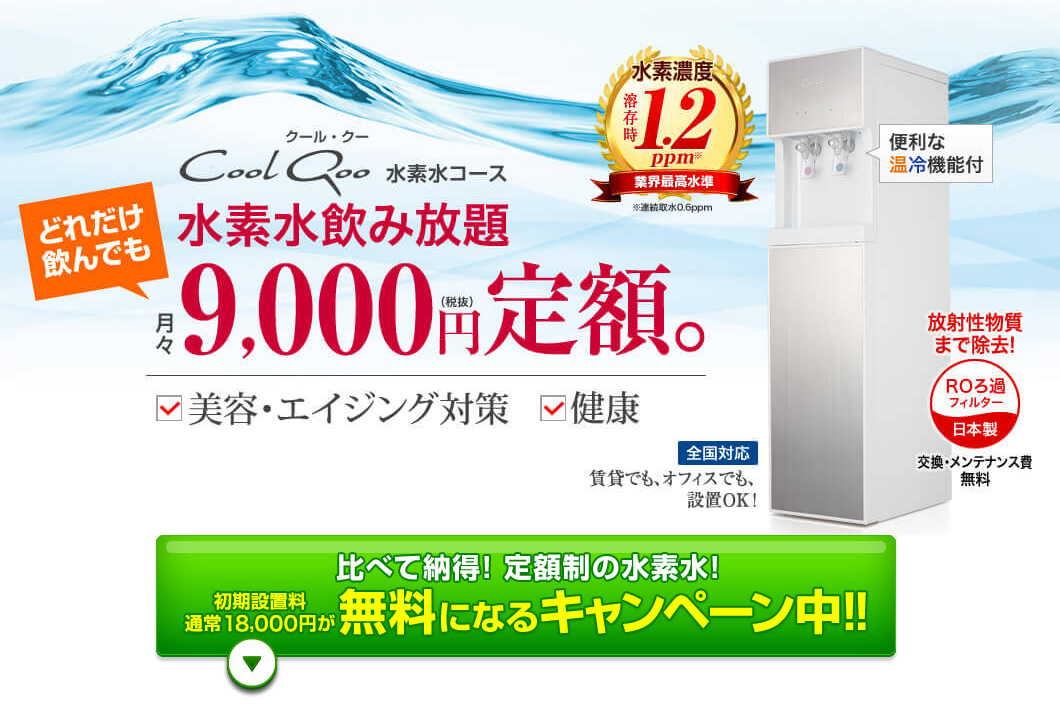 クール・クー
Cool Qoo 水素水コース
どれだけ
飲んでも
水素水飲み放題
月々9,000円(税抜)定額。
美容・エイジング対策
健康
水素濃度
溶存時
1.2
ppm※
業界最高水準
※連続取水0.6ppm
Cool Qoo
便利な
温冷機能付
放射性物質
まで除去!
ROろ過
フィルター
日本製
交換・メンテナンス費
無料
全国対応
賃貸でも、オフィスでも、
設置OK!
比べて納得! 定額制の水素水!
初期設置料
通常18,000円が
無料になるキャンペーン中!!